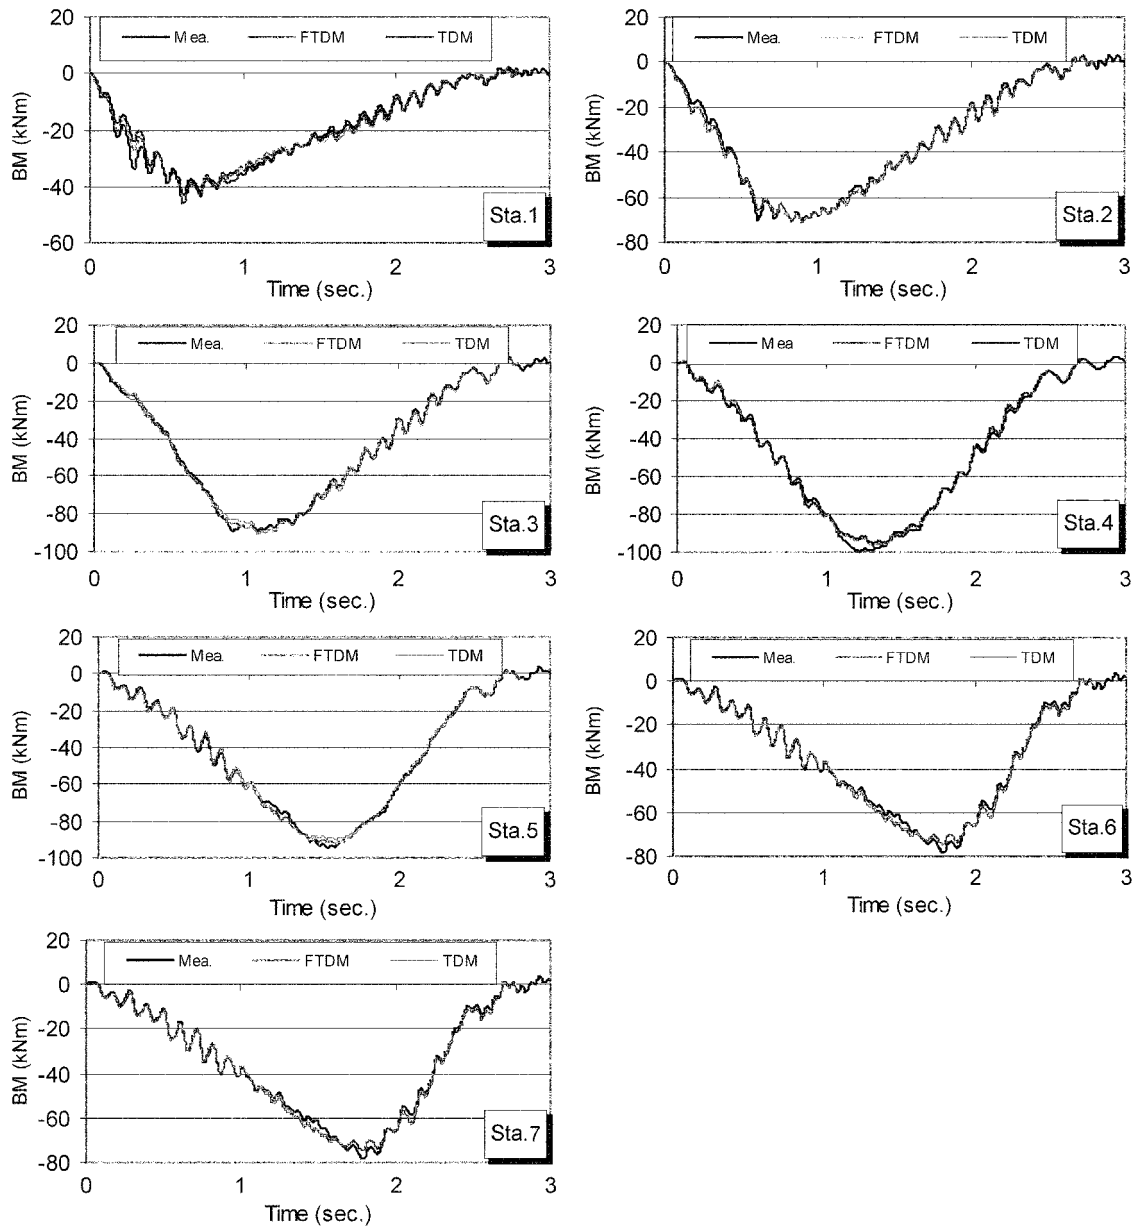 20
0
-20
-40
-60
BM (kNm)
Mea. FTDM TDM
Sta.1
0 1 2 3
Time (sec.)
20
0
-20
-40
-60
-80
BM (kNm)
Mea. FTDM TDM
Sta.2
0 1 2 3
Time (sec.)
20
0
-20
-40
-60
-80
-100
BM (kNm)
Mea. FTDM TDM
Sta.3
0 1 2 3
Time (sec.)
20
0
-20
-40
-60
-80
-100
BM (kNm)
Mea. FTDM TDM
Sta.4
0 1 2 3
Time (sec.)
20
0
-20
-40
-60
-80
-100
BM (kNm)
Mea. FTDM TDM
Sta.5
0 1 2 3
Time (sec.)
20
0
-20
-40
-60
-80
BM (kNm)
Mea. FTDM TDM
Sta.6
0 1 2 3
Time (sec.)
20
0
-20
-40
-60
-80
BM (kNm)
Mea. FTDM TDM
Sta.7
0 1 2 3
Time (sec.)